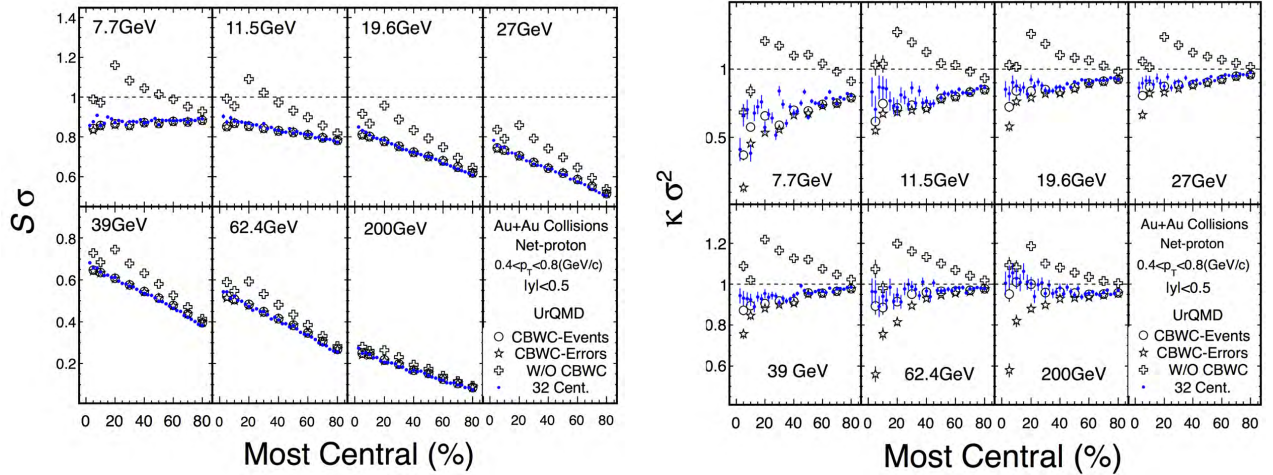 1.4
1.2
1
0.8
0.6
S σ
7.7GeV
11.5GeV
19.6GeV
27GeV
0.8
0.6
0.4
0.2
39GeV
62.4GeV
200GeV
Au+Au Collisions
Net-proton
0.4<pT<0.8(GeV/c)
|y|<0.5
UrQMD
CBWC-Events
CBWC-Errors
W/O CBWC
32 Cent.
0 20 40 60 80 0 20 40 60 80 0 20 40 60 80 0 20 40 60 80
Most Central (%)
1
0.5
κ σ2
7.7GeV
11.5GeV
19.6GeV
27GeV
1.2
1
0.8
0.6
39 GeV
62.4GeV
200GeV
Au+Au Collisions
Net-proton
0.4<pT<0.8(GeV/c)
|y|<0.5
UrQMD
CBWC-Events
CBWC-Errors
W/O CBWC
32 Cent.
0 20 40 60 80 0 20 40 60 80 0 20 40 60 80 0 20 40 60 80
Most Central (%)